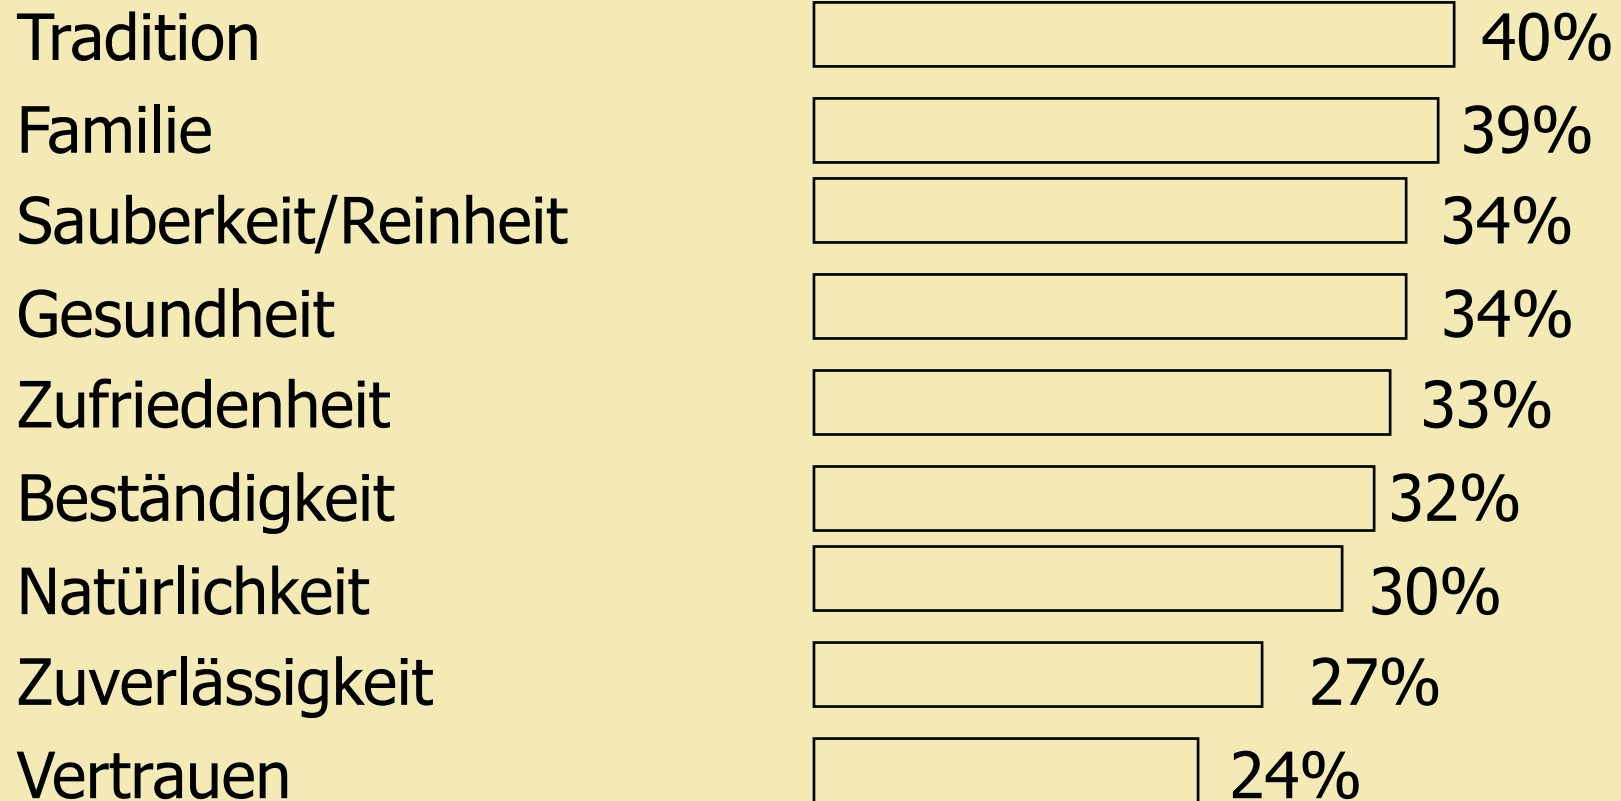 Tradition 40%
Familie 39%
Sauberkeit/Reinheit 34%
Gesundheit 34%
Zufriedenheit 33%
Beständigkeit 32%
Natürlichkeit 30%
Zuverlässigkeit 27%
Vertrauen 24%